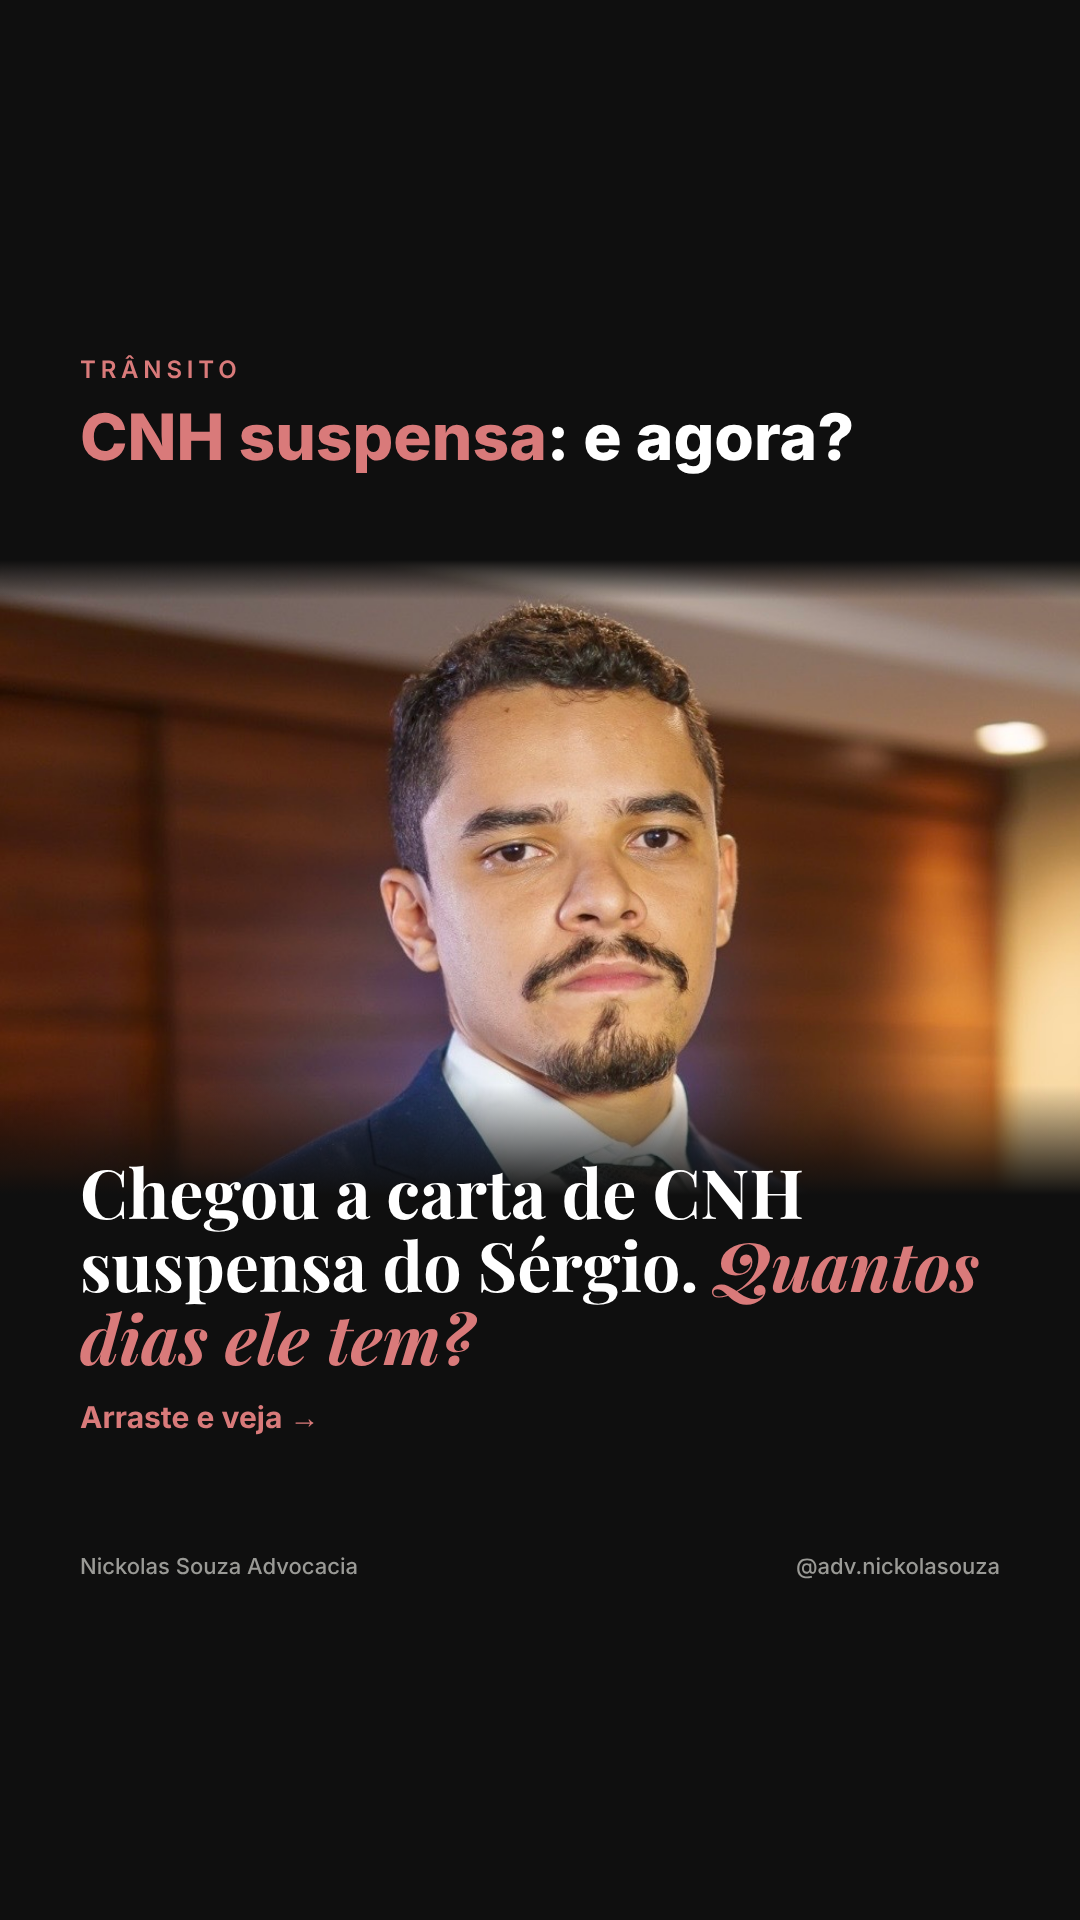 TRÂNSITO
CNH suspensa: e agora?
Chegou a carta de CNH
suspensa do Sérgio. Quantos
dias ele tem?
Arraste e veja →
Nickolas Souza Advocacia
@adv.nickolasouza